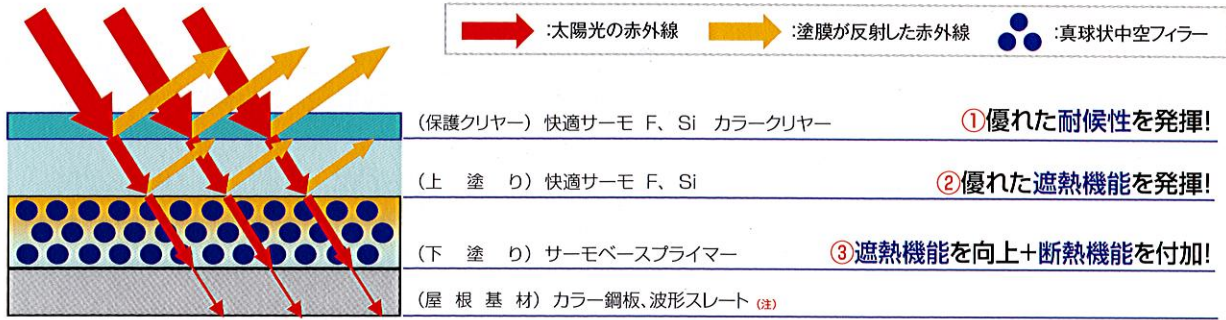 :太陽光の赤外線 :塗膜が反射した赤外線 :真球状中空フィラー
(保護クリヤー) 快適サーモ F、Si カラークリヤー ①優れた耐候性を発揮!
(上 塗 り) 快適サーモ F、Si ②優れた遮熱機能を発揮!
(下 塗 り) サーモベースプライマー ③遮熱機能を向上+断熱機能を付加!
(屋 根 基 材) カラー鋼板、波形スレート (注)